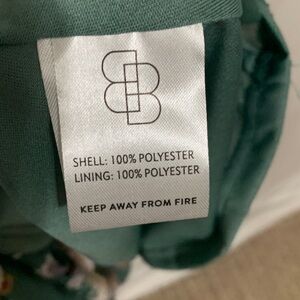 SHELL: 100% POLYESTER
LINING: 100% POLYESTER
KEEP AWAY FROM FIRE